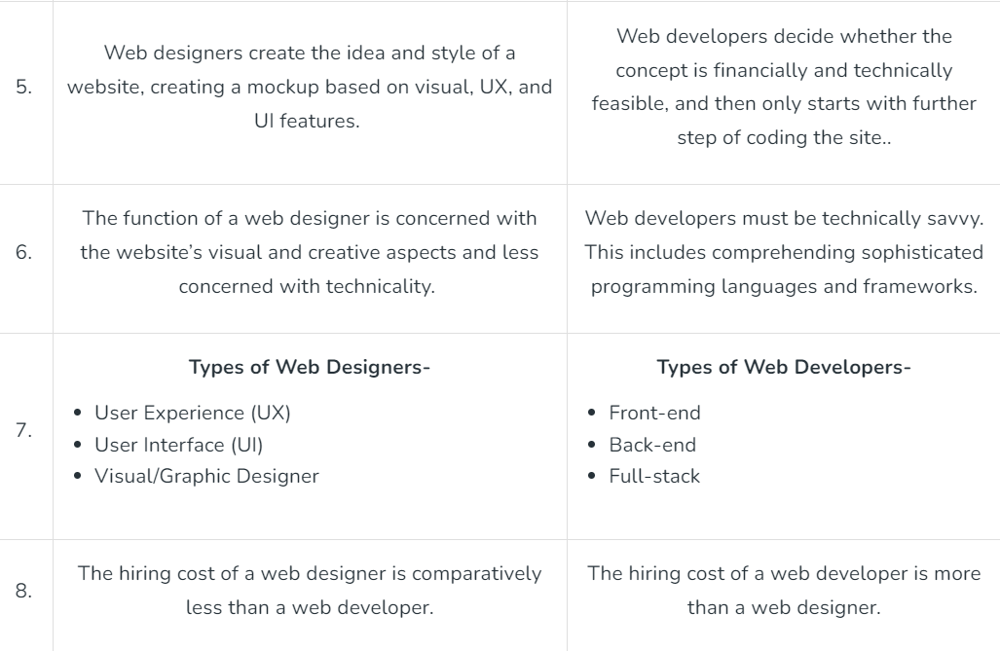 5.
Web designers create the idea and style of a
website, creating a mockup based on visual, UX, and
UI features.
Web developers decide whether the
concept is financially and technically
feasible, and then only starts with further
step of coding the site..
6.
The function of a web designer is concerned with
the website’s visual and creative aspects and less
concerned with technicality.
Web developers must be technically savvy.
This includes comprehending sophisticated
programming languages and frameworks.
7.
Types of Web Designers-
• User Experience (UX)
• User Interface (UI)
• Visual/Graphic Designer
Types of Web Developers-
• Front-end
• Back-end
• Full-stack
8.
The hiring cost of a web designer is comparatively
less than a web developer.
The hiring cost of a web developer is more
than a web designer.